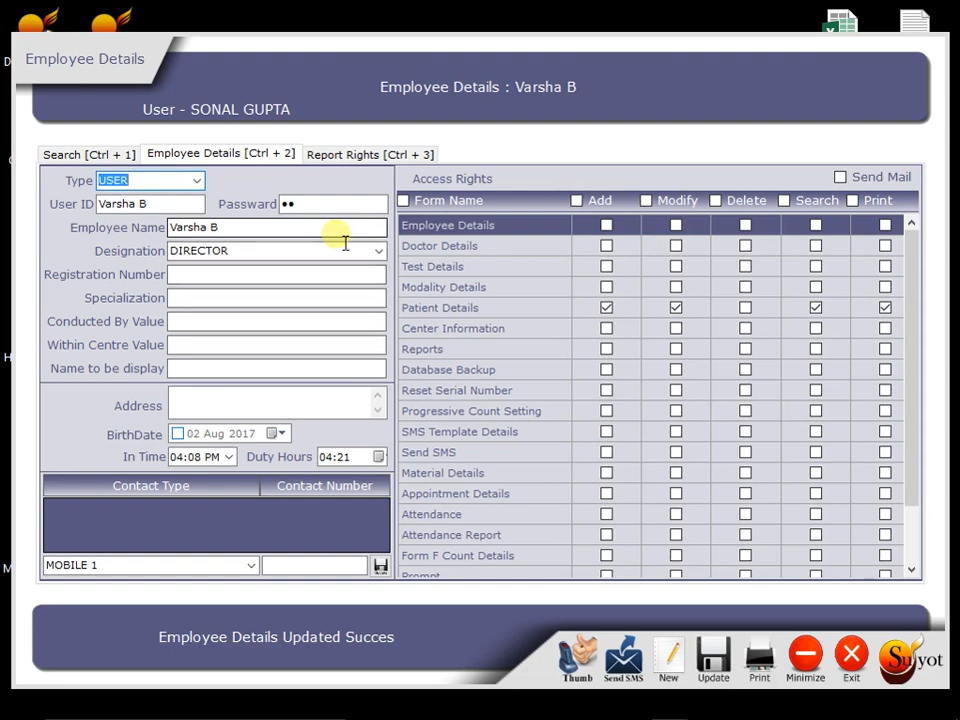 Employee Details
Employee Details : Varsha B
User - SONAL GUPTA
Search [Ctrl + 1]
Employee Details [Ctrl + 2]
Report Rights [Ctrl + 3]
Type USER
User ID Varsha B Password
Employee Name Varsha B
Designation DIRECTOR
Registration Number
Specialization
Conducted By Value
Within Centre Value
Name to be display
Address
BirthDate 02 Aug 2017
In Time 04:08 PM Duty Hours 04:21
Contact Type Contact Number
MOBILE 1
Access Rights Send Mail
Form Name Add Modify Delete Search Print
Employee Details
Doctor Details
Test Details
Modality Details
Patient Details
Center Information
Reports
Database Backup
Reset Serial Number
Progressive Count Setting
SMS Template Details
Send SMS
Material Details
Appointment Details
Attendance
Attendance Report
Form F Count Details
Prompt
Employee Details Updated Succes
Thumb Send SMS New Update Print Minimize Exit
Suyot